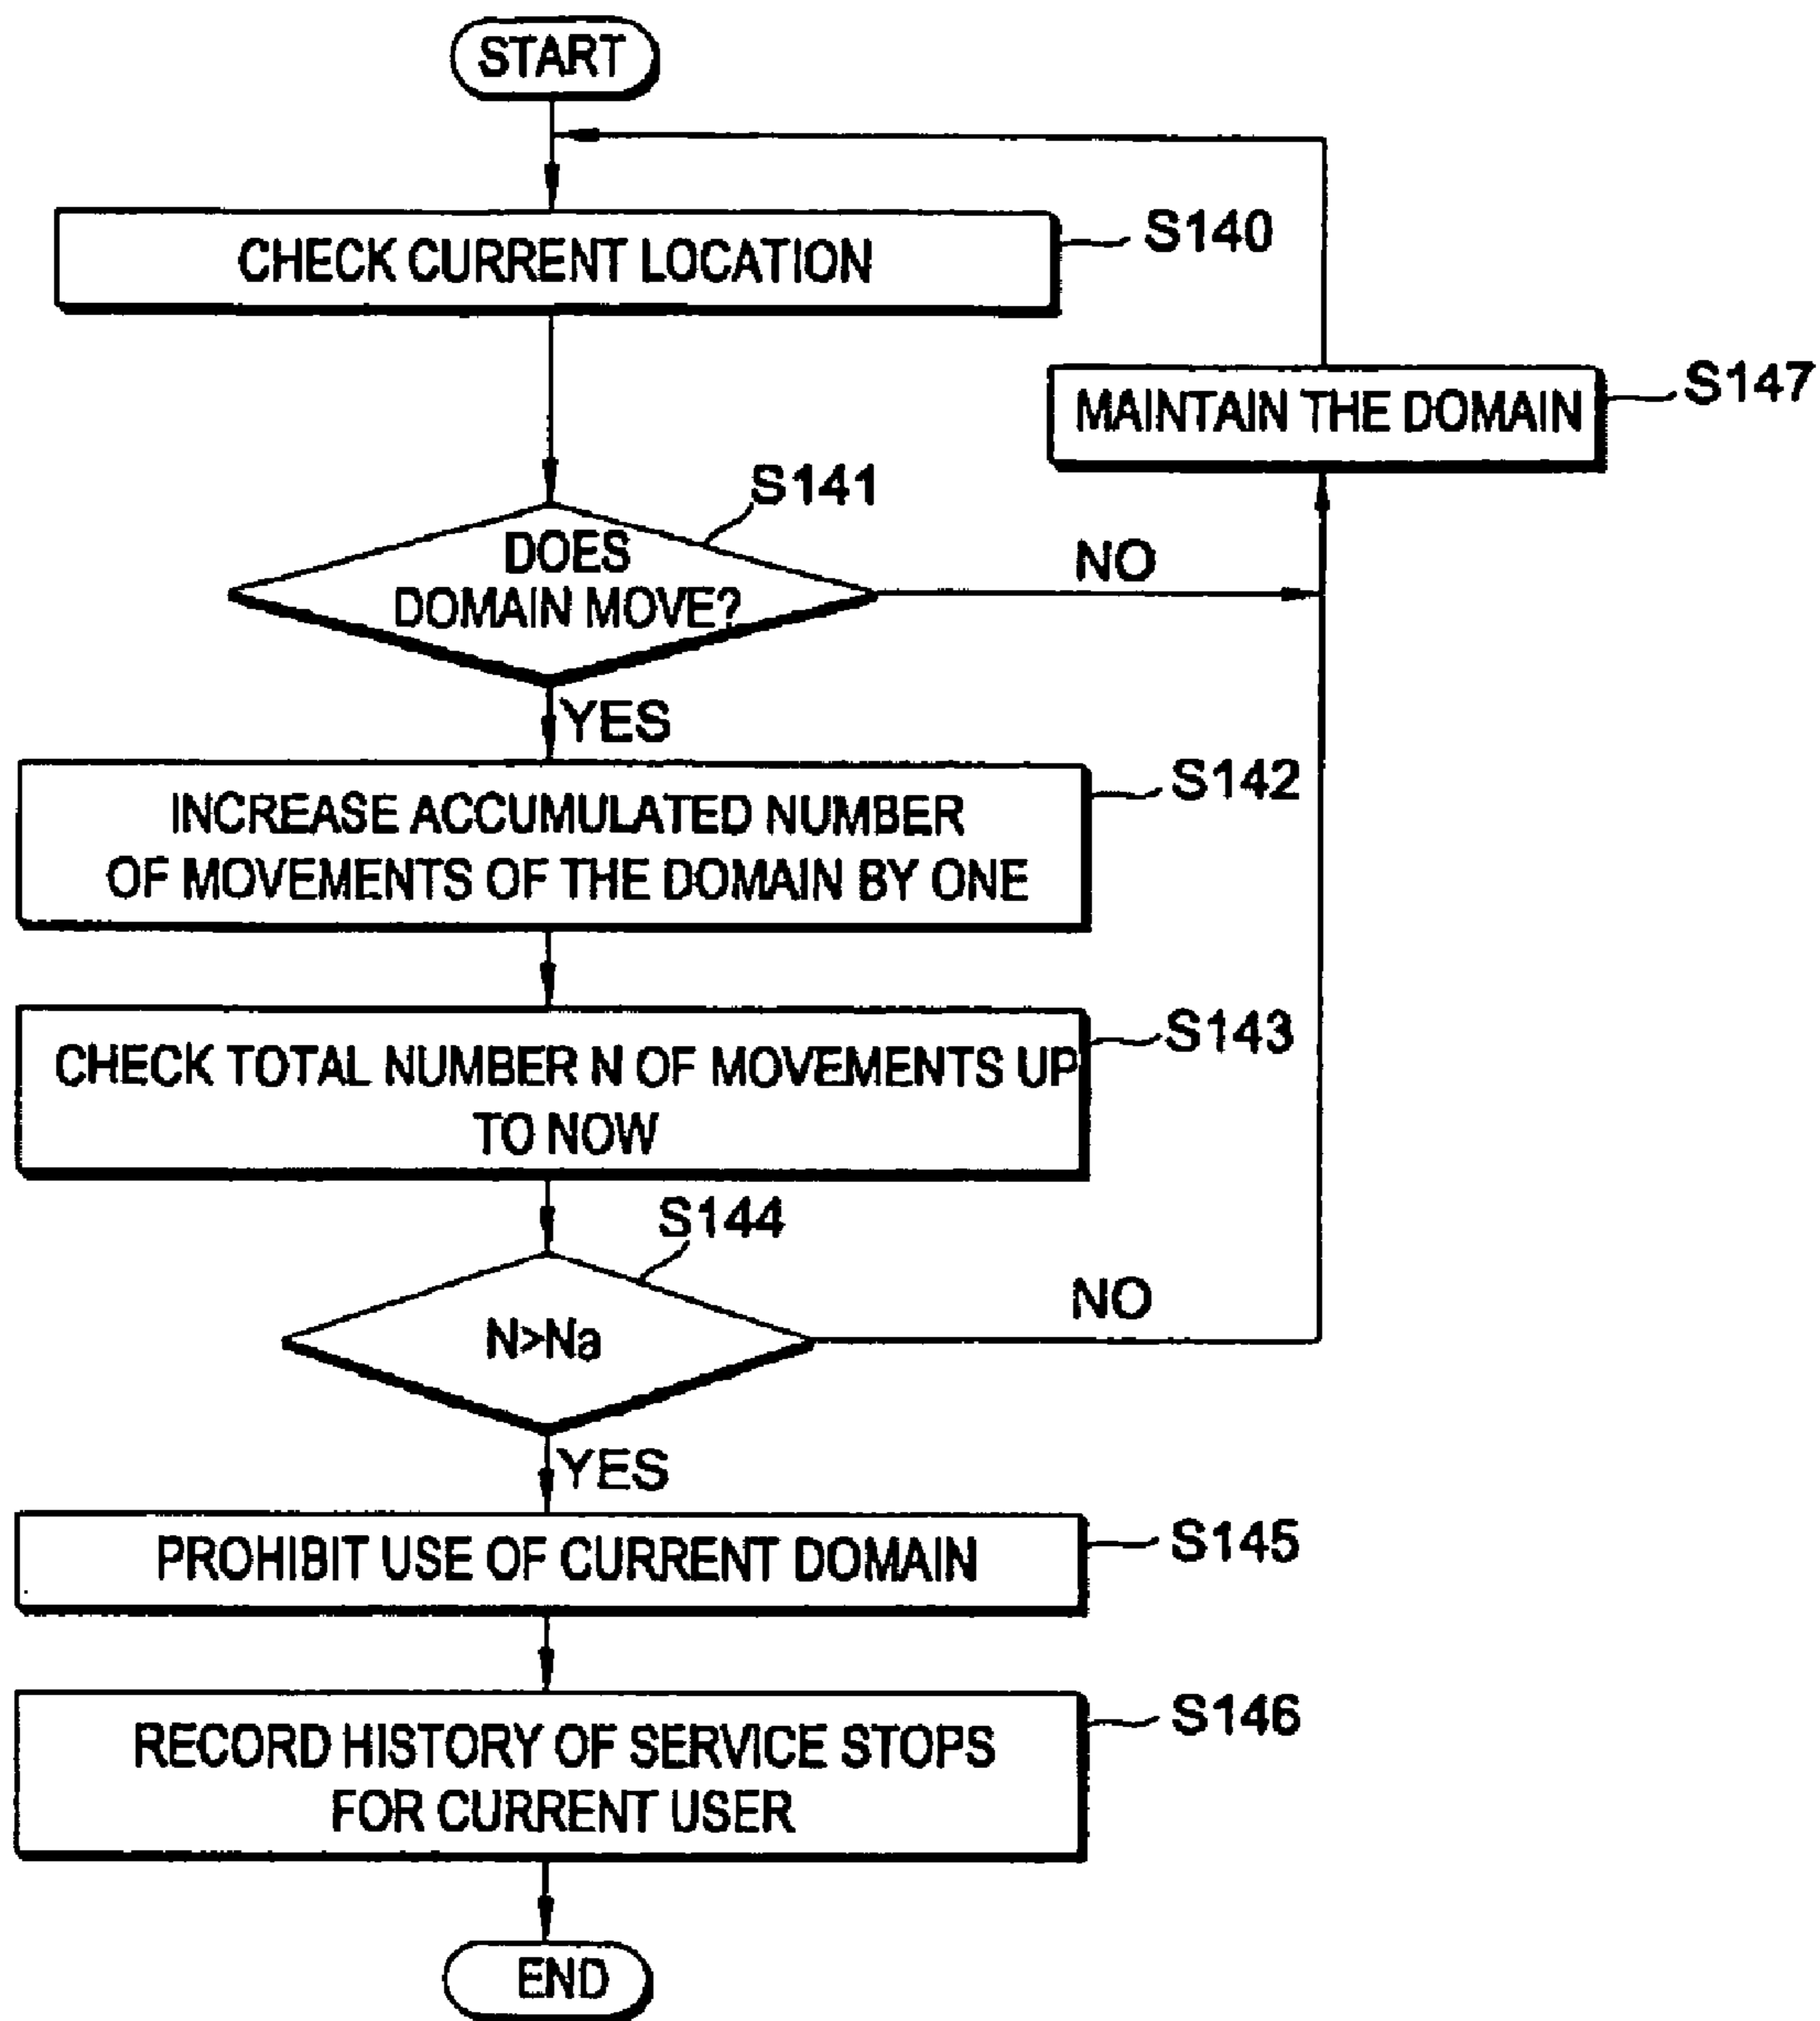 START
CHECK CURRENT LOCATION
S140
MAINTAIN THE DOMAIN
S147
S141
DOES
DOMAIN MOVE?
NO
YES
S142
INCREASE ACCUMULATED NUMBER
OF MOVEMENTS OF THE DOMAIN BY ONE
S143
CHECK TOTAL NUMBER N OF MOVEMENTS UP
TO NOW
S144
N>Na
NO
YES
PROHIBIT USE OF CURRENT DOMAIN
S145
S146
RECORD HISTORY OF SERVICE STOPS
FOR CURRENT USER
END